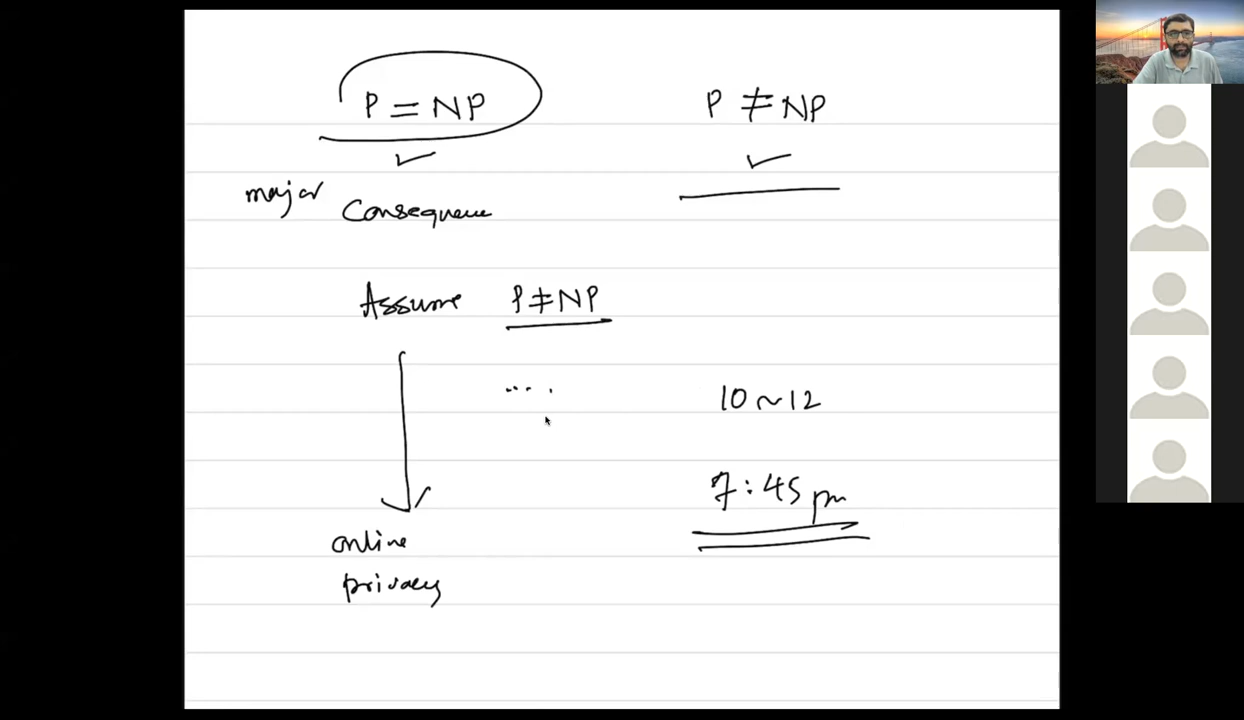 P = NP P ≠ NP
major
Consequence
Assume P ≠ NP
.... 10 ~ 12
7:45 pm
online
privacy